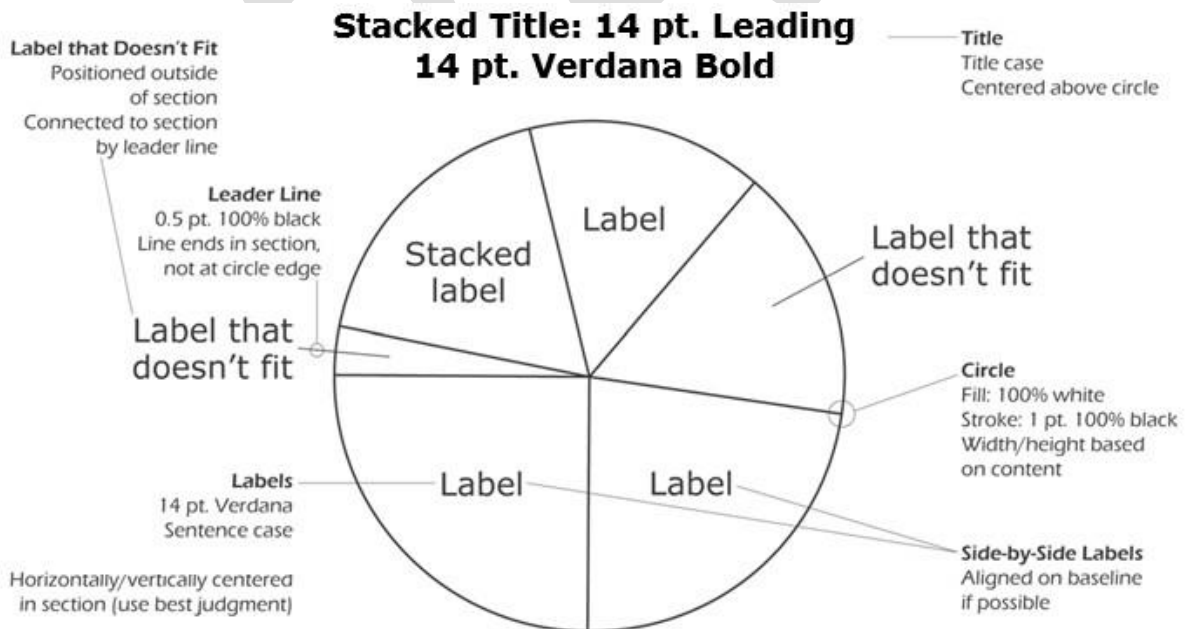 Stacked Title: 14 pt. Leading
14 pt. Verdana Bold
Label that Doesn't Fit
Positioned outside
of section
Connected to section
by leader line
Title
Title case
Centered above circle
Leader Line
0.5 pt. 100% black
Line ends in section,
not at circle edge
Label
Stacked
label
Label that
doesn't fit
Label that
doesn't fit
Circle
Fill: 100% white
Stroke: 1 pt. 100% black
Width/height based
on content
Labels
14 pt. Verdana
Sentence case
Horizontally/vertically centered
in section (use best judgment)
Label
Label
Side-by-Side Labels
Aligned on baseline
if possible